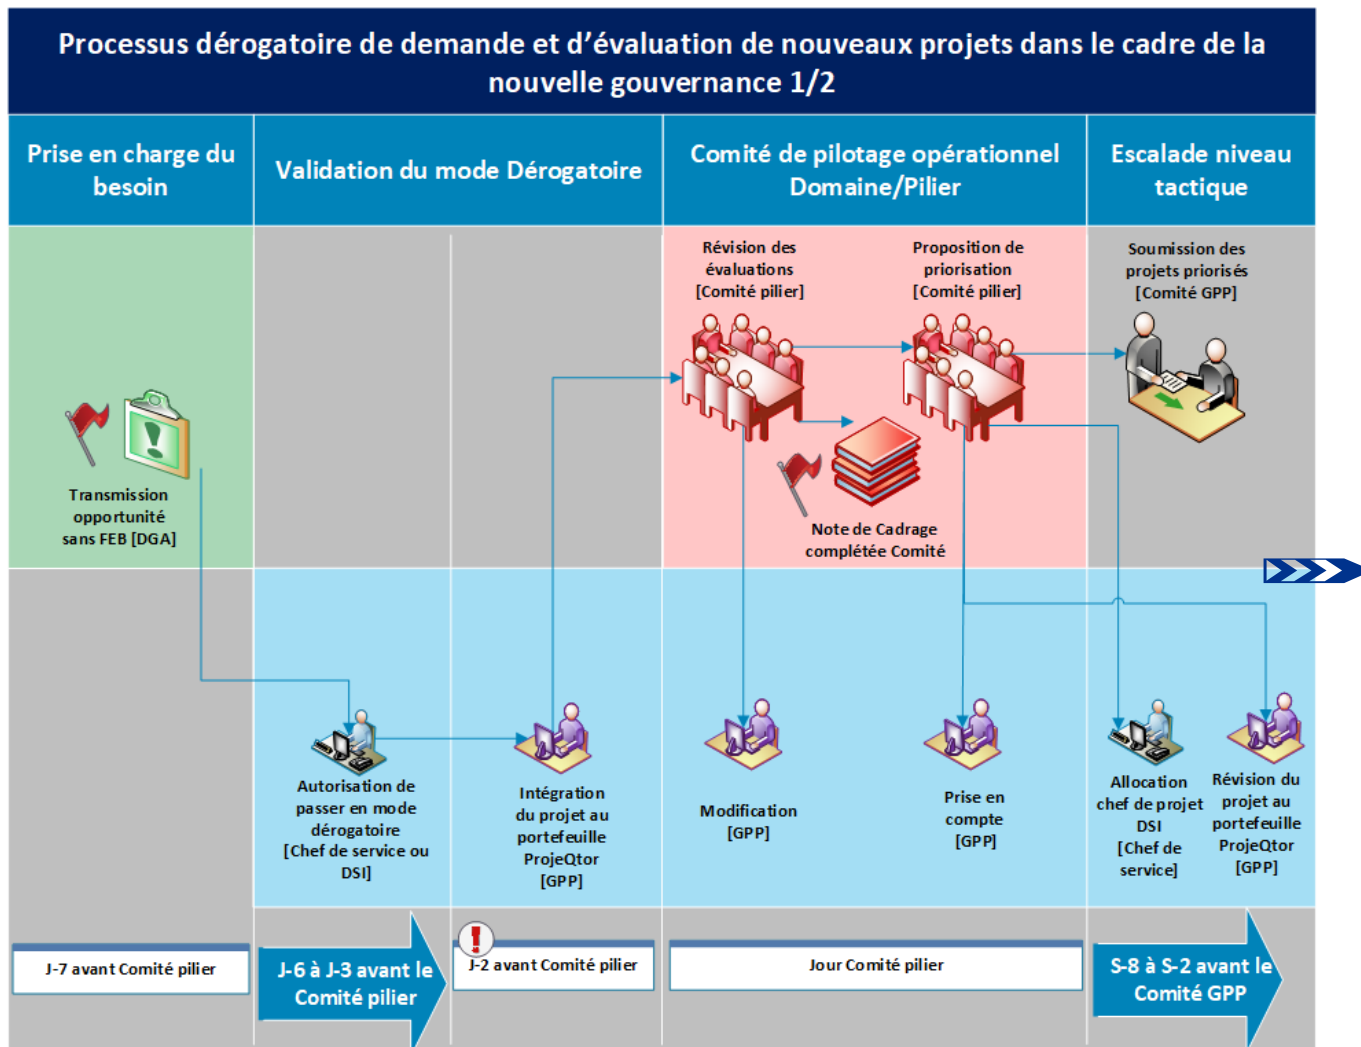 Processus dérogatoire de demande et d'évaluation de nouveaux projets dans le cadre de la
nouvelle gouvernance 1/2
Prise en charge du
besoin
Validation du mode Dérogatoire
Comité de pilotage opérationnel
Domaine/Pilier
Escalade niveau
tactique
Révision des
évaluations
[Comité pilier]
Proposition de
priorisation
[Comité pilier]
Soumission des
projets priorisés
[Comité GPP]
Transmission
opportunité
sans FEB [DGA]
Note de Cadrage
complétée Comité
Autorisation de
passer en mode
dérogatoire
[Chef de service ou
DSI]
Intégration
du projet au
portefeuille
ProjeQtor
[GPP]
Modification
[GPP]
Prise en
compte
[GPP]
Allocation
chef de projet
DSI
[Chef de
service]
Révision du
projet au
portefeuille
ProjeQtor
[GPP]
J-7 avant Comité pilier
J-6 à J-3 avant le
Comité pilier
J-2 avant Comité pilier
Jour Comité pilier
S-8 à S-2 avant le
Comité GPP